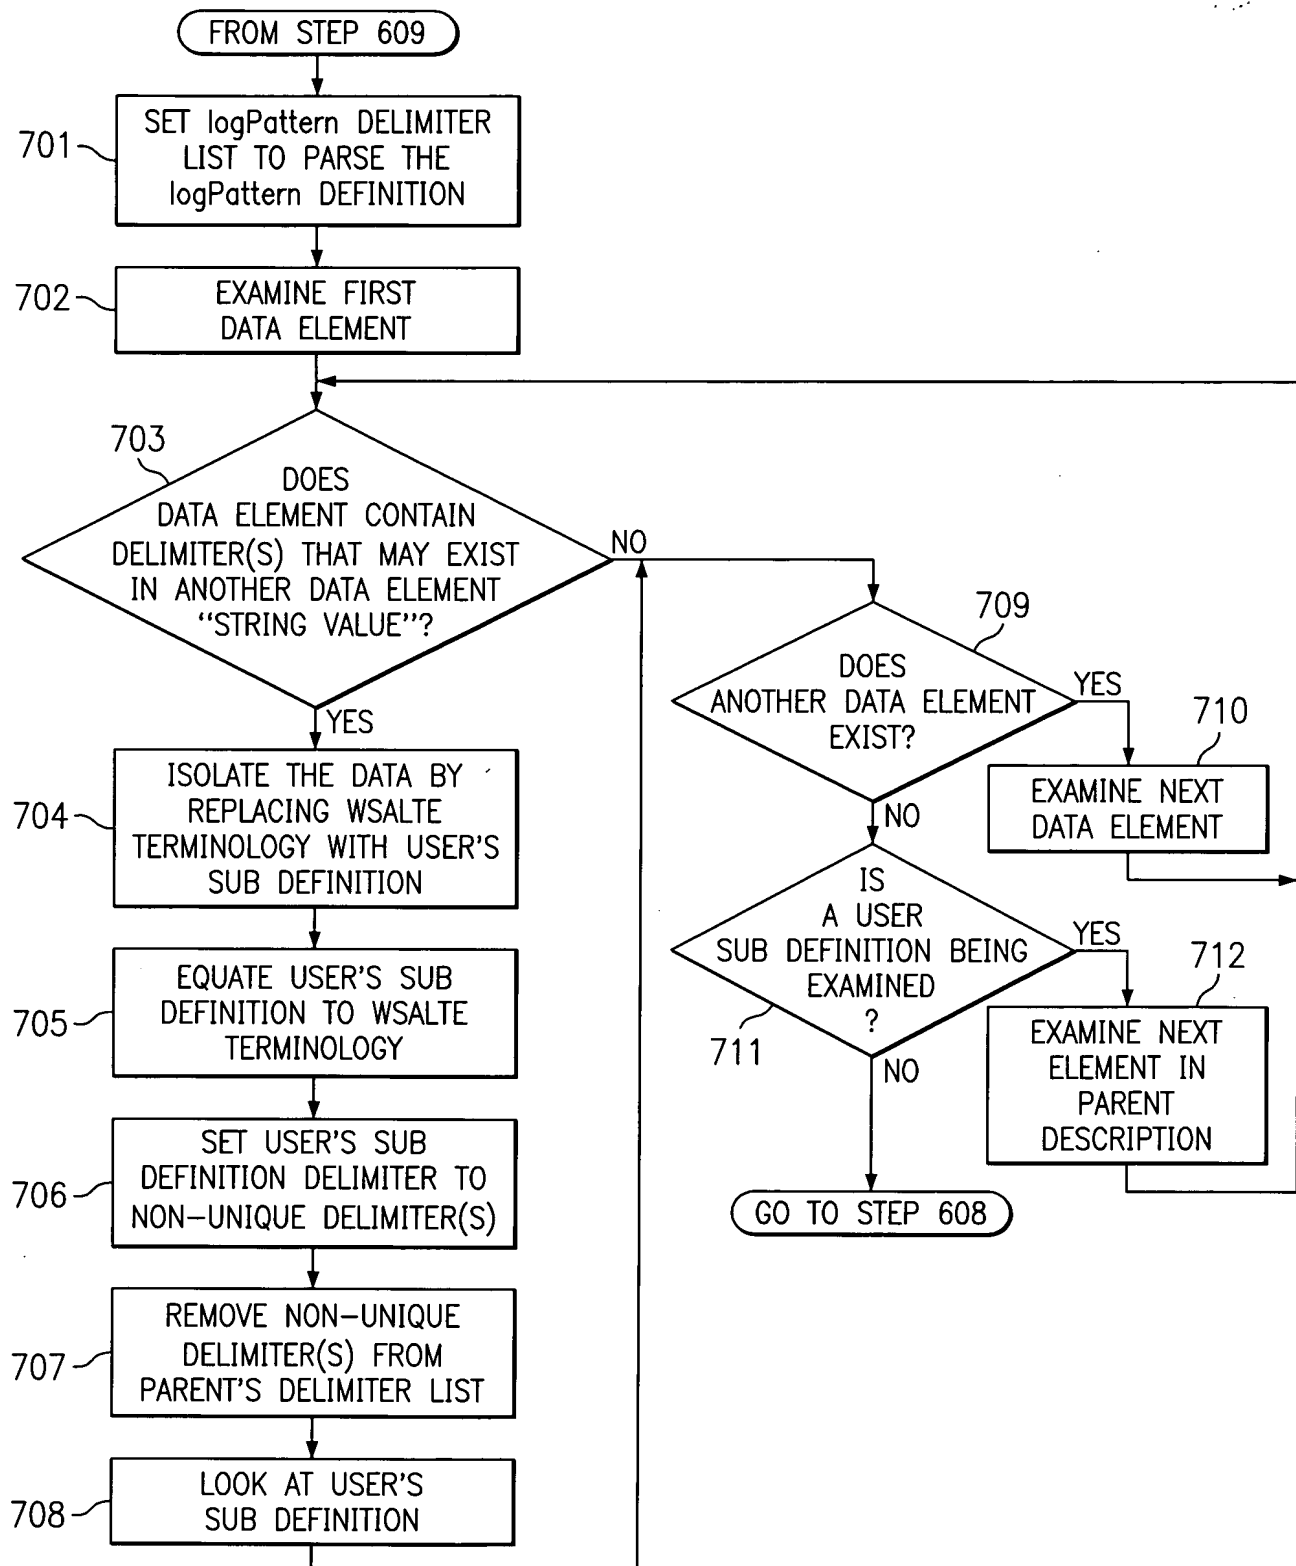 FROM STEP 609
701
SET logPattern DELIMITER
LIST TO PARSE THE
logPattern DEFINITION
702
EXAMINE FIRST
DATA ELEMENT
703
DOES
DATA ELEMENT CONTAIN
DELIMITER(S) THAT MAY EXIST
IN ANOTHER DATA ELEMENT
“STRING VALUE”?
NO
YES
704
ISOLATE THE DATA BY
REPLACING WSALTE
TERMINOLOGY WITH USER'S
SUB DEFINITION
705
EQUATE USER'S SUB
DEFINITION TO WSALTE
TERMINOLOGY
706
SET USER'S SUB
DEFINITION DELIMITER TO
NON-UNIQUE DELIMITER(S)
707
REMOVE NON-UNIQUE
DELIMITER(S) FROM
PARENT'S DELIMITER LIST
708
LOOK AT USER'S
SUB DEFINITION
709
DOES
ANOTHER DATA ELEMENT
EXIST?
YES
NO
710
EXAMINE NEXT
DATA ELEMENT
711
IS
A USER
SUB DEFINITION BEING
EXAMINED
?
YES
NO
712
EXAMINE NEXT
ELEMENT IN
PARENT
DESCRIPTION
GO TO STEP 608